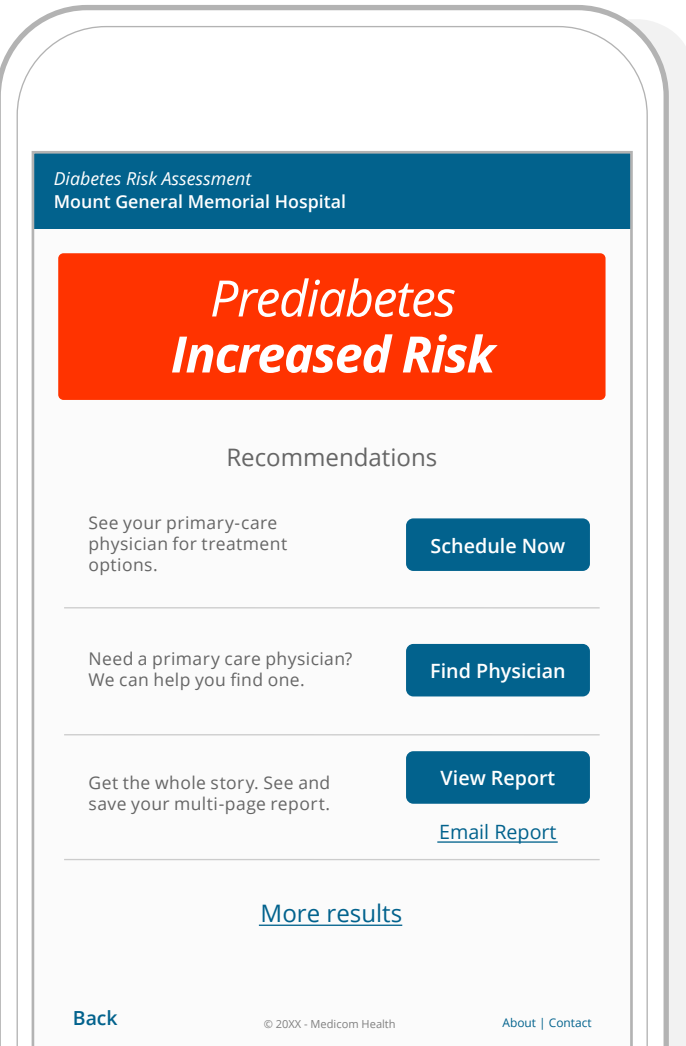 Diabetes Risk Assessment
Mount General Memorial Hospital
Prediabetes
Increased Risk
Recommendations
See your primary-care
physician for treatment
options.
Schedule Now
Need a primary care physician?
We can help you find one.
Find Physician
Get the whole story. See and
save your multi-page report.
View Report
Email Report
More results
Back
© 20XX - Medicom Health
About | Contact